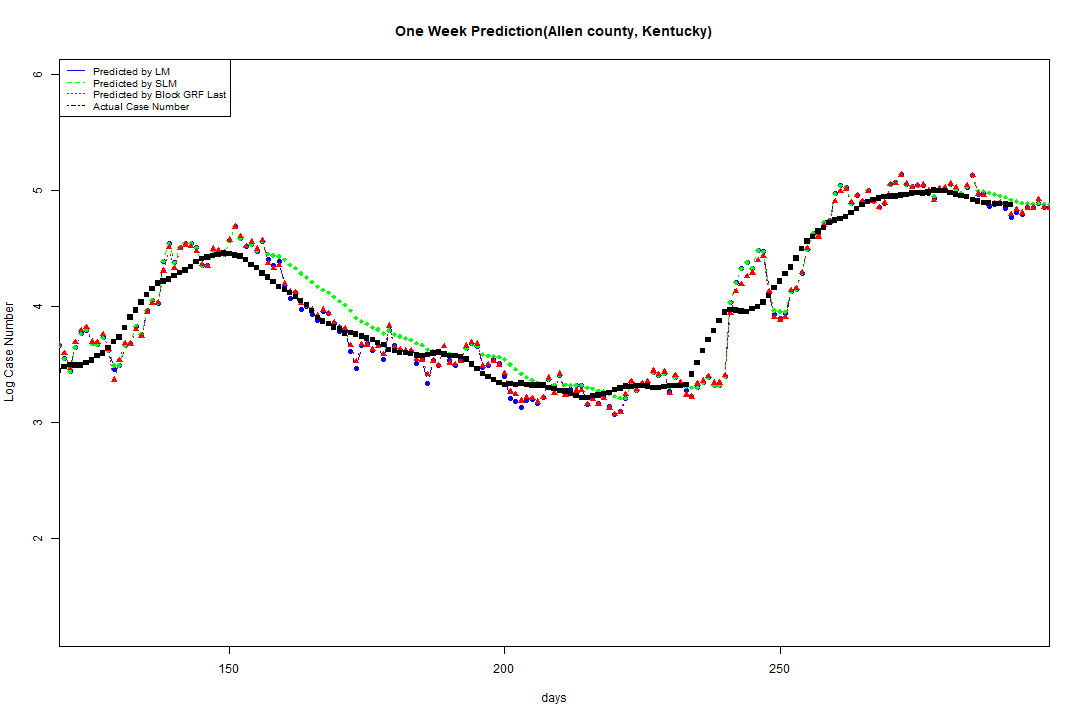 One Week Prediction(Allen county, Kentucky)
Predicted by LM
Predicted by SLM
Predicted by Block GRF Last
Actual Case Number
6
5
4
3
2
Log Case Number
150 200 250
days